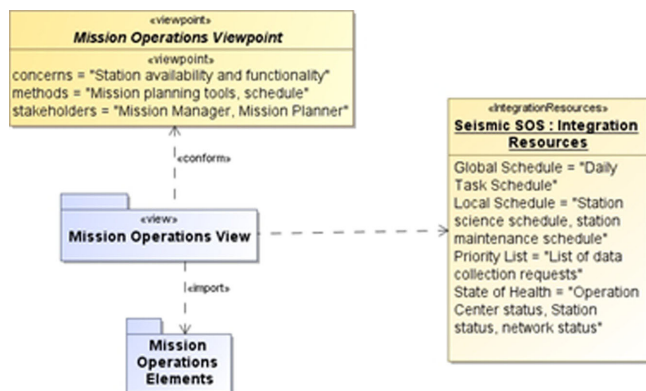 «viewpoint»
Mission Operations Viewpoint
«viewpoint»
concerns = "Station availability and functionality"
methods = "Mission planning tools, schedule"
stakeholders = "Mission Manager, Mission Planner"
«conform»
«view»
Mission Operations View
«import»
Mission
Operations
Elements
«IntegrationResources»
Seismic SOS : Integration
Resources
Global Schedule = "Daily
Task Schedule"
Local Schedule = "Station
science schedule, station
maintenance schedule"
Priority List = "List of data
collection requests"
State of Health = "Operation
Center status, Station
status, network status"